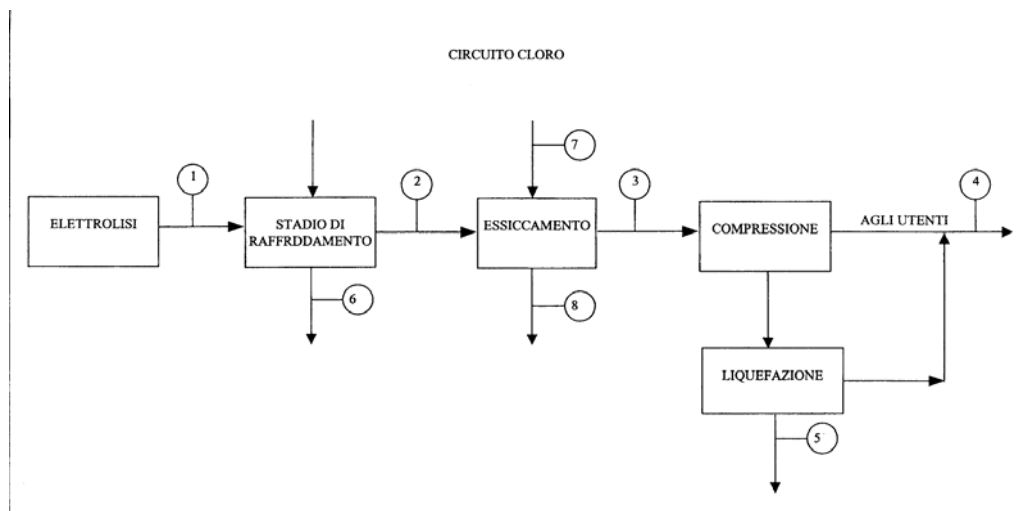 CIRCUITO CLORO
7
1
2
3
4
ELETTROLISI
STADIO DI
RAFFRDDAMENTO
ESSICCAMENTO
COMPRESSIONE
AGLI UTENTI
6
8
LIQUEFAZIONE
5